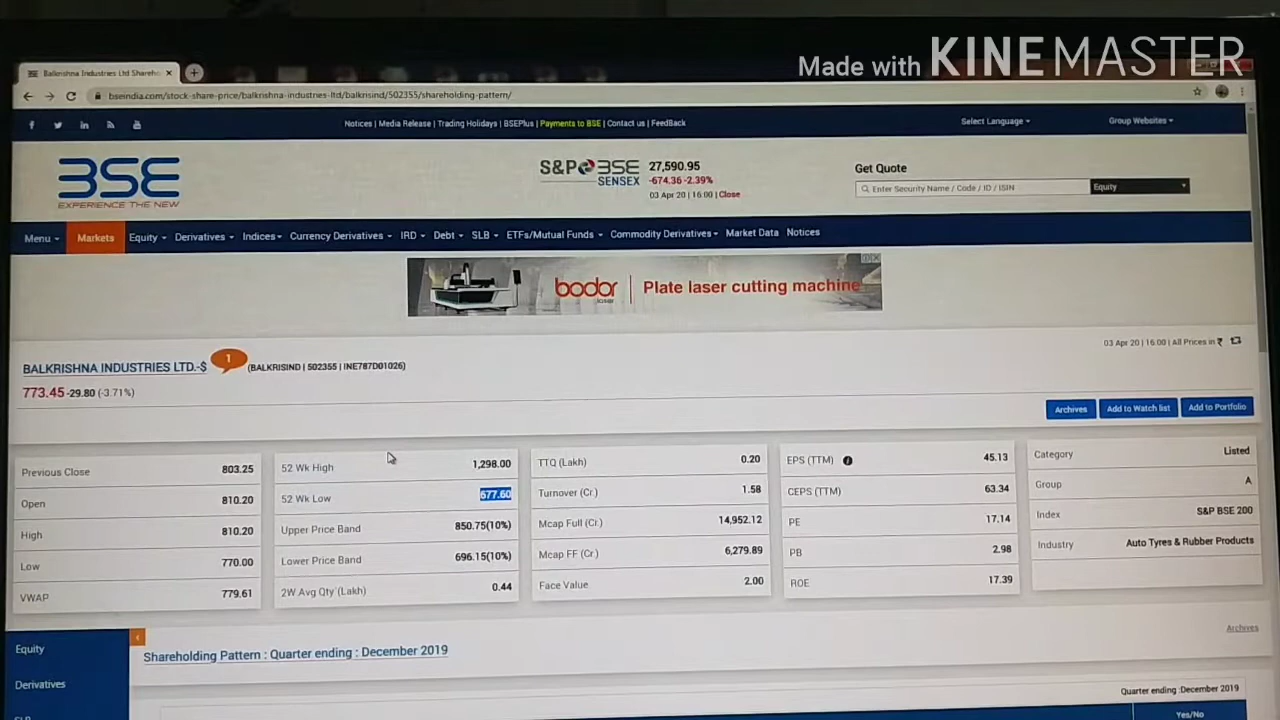 Made with KINEMASTER
Balkrishna Industries Ltd Shareh
bseindia.com/stock-share-price/balkrishna-industries-ltd/balkrisind/502355/shareholding-pattern/
Notices | Media Release | Trading Holidays | BSEPlus | Payments to BSE | Contact us | FeedBack
Select Language
Group Websites
BSE
EXPERIENCE THE NEW
S&P BSE SENSEX
27,590.95
-674.36 -2.39%
03 Apr 20 | 16:00 | Close
Get Quote
Enter Security Name / Code / ID / ISIN
Equity
Menu Markets Equity Derivatives Indices Currency Derivatives IRD Debt SLB ETFs/Mutual Funds Commodity Derivatives Market Data Notices
bodor
laser
Plate laser cutting machine
03 Apr 20 | 16:00 | All Prices in ₹
BALKRISHNA INDUSTRIES LTD.-$ 1 (BALKRISIND | 502355 | INE787D01026)
773.45 -29.80 (-3.71%)
Archives Add to Watch list Add to Portfolio
Previous Close 803.25
Open 810.20
High 810.20
Low 770.00
VWAP 779.61
52 Wk High 1,298.00
52 Wk Low 677.60
Upper Price Band 850.75(10%)
Lower Price Band 696.15(10%)
2W Avg Qty (Lakh) 0.44
TTQ (Lakh) 0.20
Turnover (Cr.) 1.58
Mcap Full (Cr.) 14,952.12
Mcap FF (Cr.) 6,279.89
Face Value 2.00
EPS (TTM) 45.13
CEPS (TTM) 63.34
PE 17.14
PB 2.98
ROE 17.39
Category Listed
Group A
Index S&P BSE 200
Industry Auto Tyres & Rubber Products
Equity
Derivatives
SLB
Archives
Shareholding Pattern : Quarter ending : December 2019
Quarter ending :December 2019
Yes/No